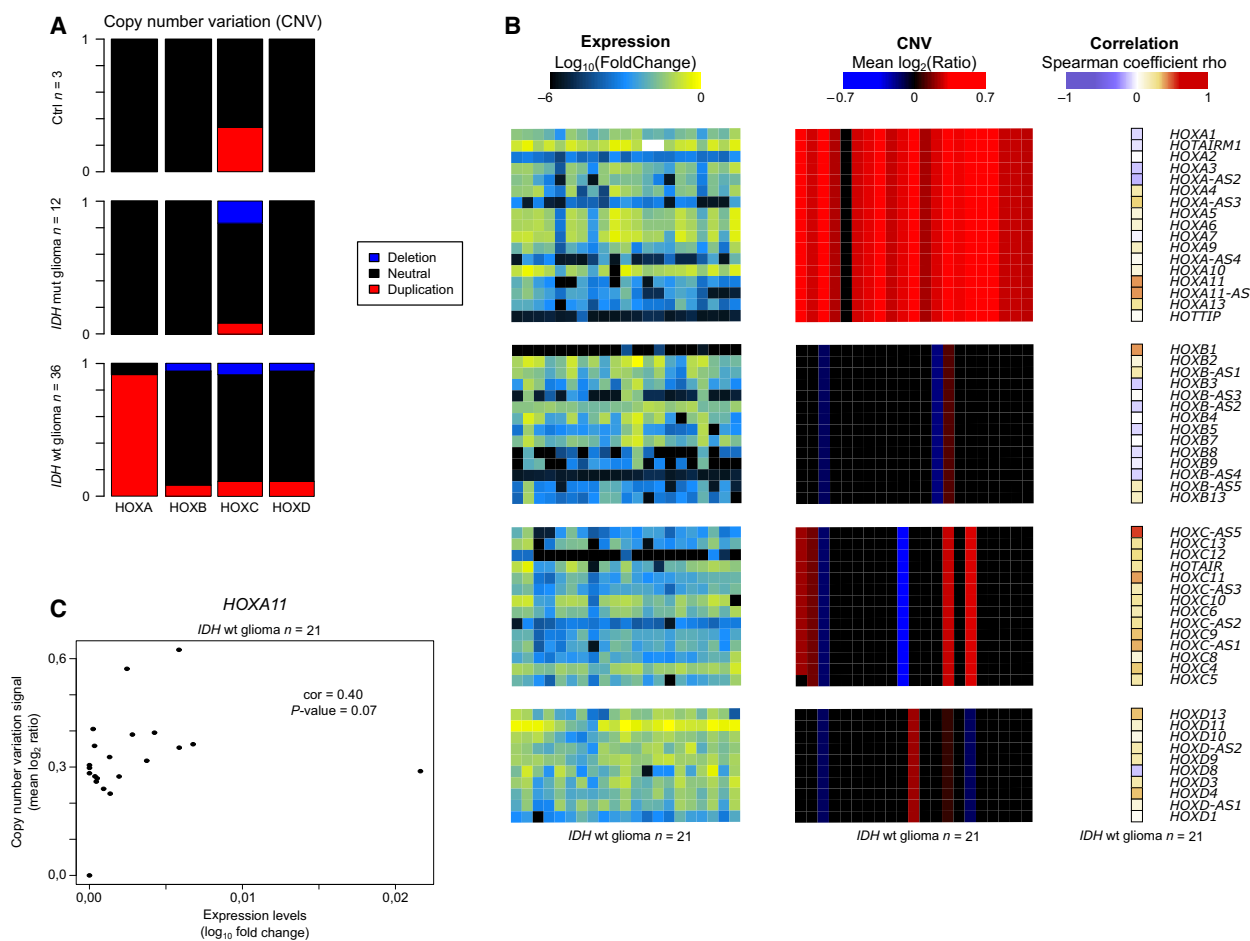 A
Copy number variation (CNV)
Ctrl n = 3
1
0
IDH mut glioma n = 12
1
0
IDH wt glioma n = 36
1
0
HOXA HOXB HOXC HOXD
Deletion
Neutral
Duplication
B
Expression
Log10(FoldChange)
−6 0
CNV
Mean log2(Ratio)
−0.7 0 0.7
Correlation
Spearman coefficient rho
−1 0 1
HOXA1
HOTAIRM1
HOXA2
HOXA3
HOXA-AS2
HOXA4
HOXA-AS3
HOXA5
HOXA6
HOXA7
HOXA9
HOXA-AS4
HOXA10
HOXA11
HOXA11-AS
HOXA13
HOTTIP
HOXB1
HOXB2
HOXB-AS1
HOXB3
HOXB-AS3
HOXB-AS2
HOXB4
HOXB5
HOXB7
HOXB8
HOXB9
HOXB-AS4
HOXB-AS5
HOXB13
HOXC-AS5
HOXC13
HOXC12
HOTAIR
HOXC11
HOXC-AS3
HOXC10
HOXC6
HOXC-AS2
HOXC9
HOXC-AS1
HOXC8
HOXC4
HOXC5
HOXD13
HOXD11
HOXD10
HOXD-AS2
HOXD9
HOXD8
HOXD3
HOXD4
HOXD-AS1
HOXD1
IDH wt glioma n = 21
IDH wt glioma n = 21
IDH wt glioma n = 21
C
HOXA11
IDH wt glioma n = 21
cor = 0.40
P-value = 0.07
Copy number variation signal
(mean log2 ratio)
0,6
0,3
0,0
0,00 0,01 0,02
Expression levels
(log10 fold change)